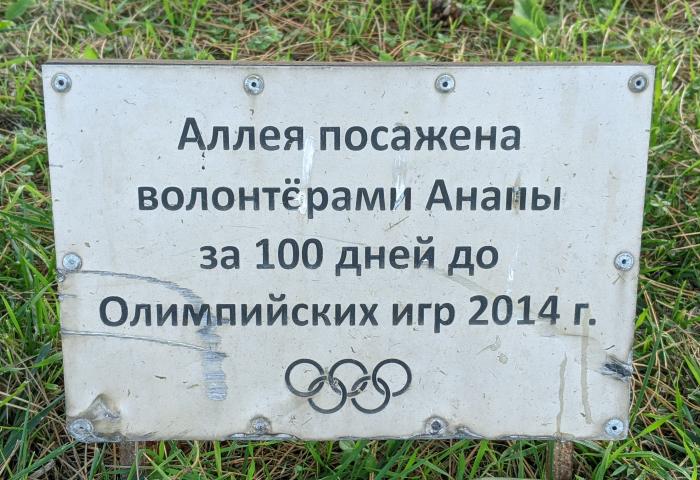 Аллея посажена
волонтёрами Анапы
за 100 дней до
Олимпийских игр 2014 г.